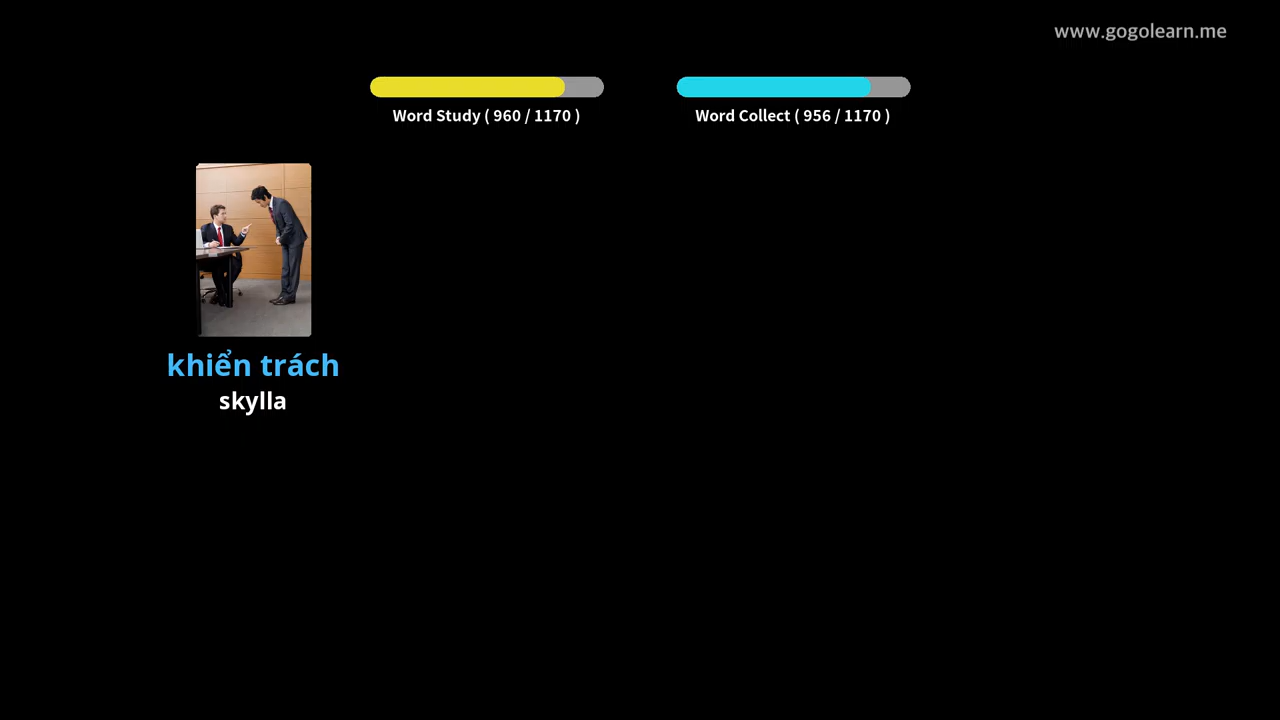 www.gogolearn.me
Word Study ( 960 / 1170 )
Word Collect ( 956 / 1170 )
khiển trách
skylla